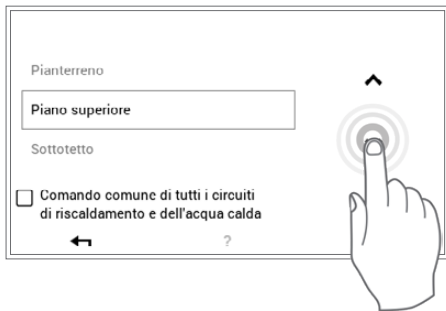 Pianterreno
Piano superiore
Sottotetto
Comando comune di tutti i circuiti
di riscaldamento e dell'acqua calda
?